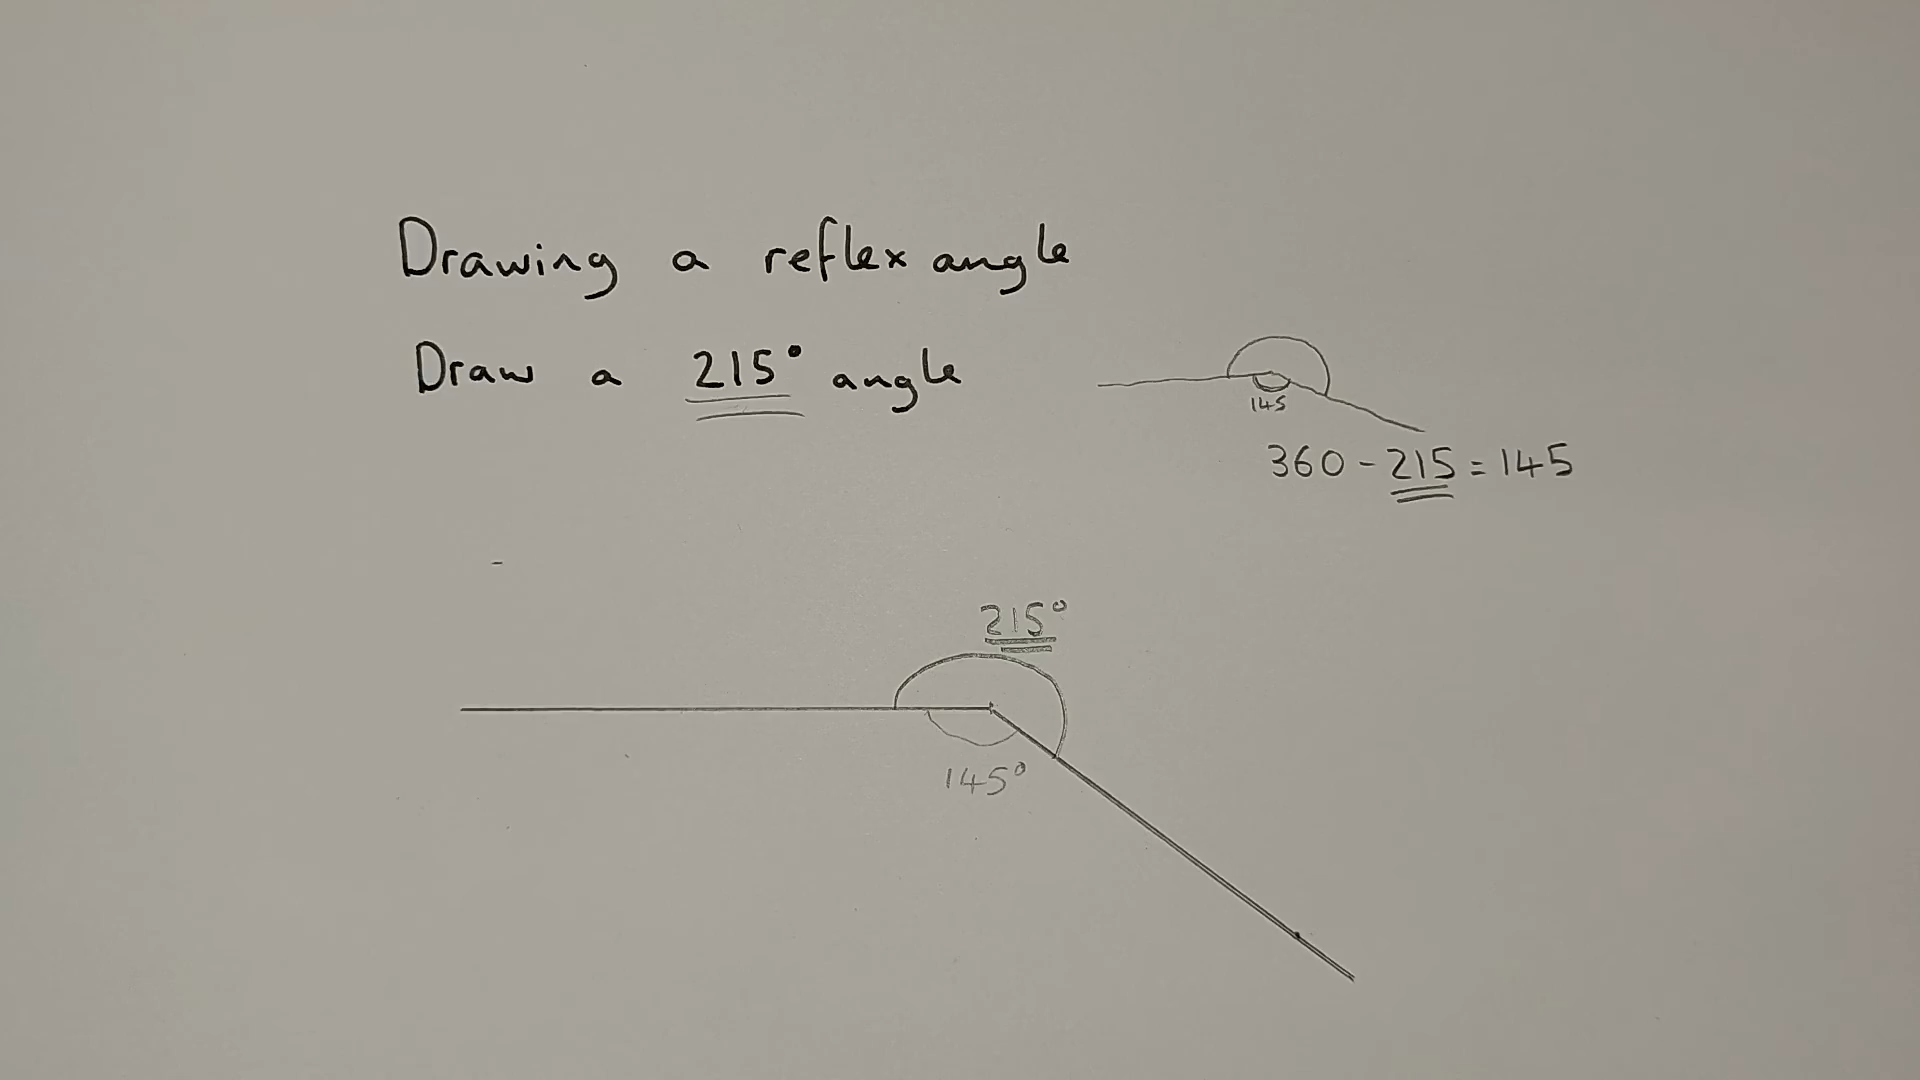 Drawing a reflex angle
Draw a 215° angle
145
360 - 215 = 145
215°
145°